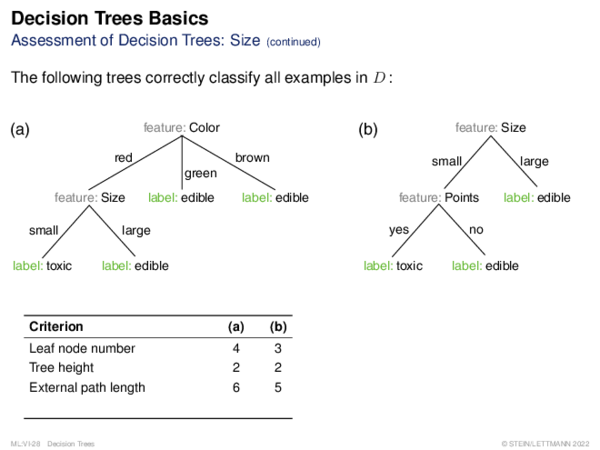 Decision Trees Basics
Assessment of Decision Trees: Size (continued)
The following trees correctly classify all examples in D:
(a)
feature: Color
red
green
brown
feature: Size
label: edible
label: edible
small
large
label: toxic
label: edible
(b)
feature: Size
small
large
feature: Points
label: edible
yes
no
label: toxic
label: edible
Criterion (a) (b)
Leaf node number 4 3
Tree height 2 2
External path length 6 5
ML:VI-28 Decision Trees © STEIN/LETTMANN 2022